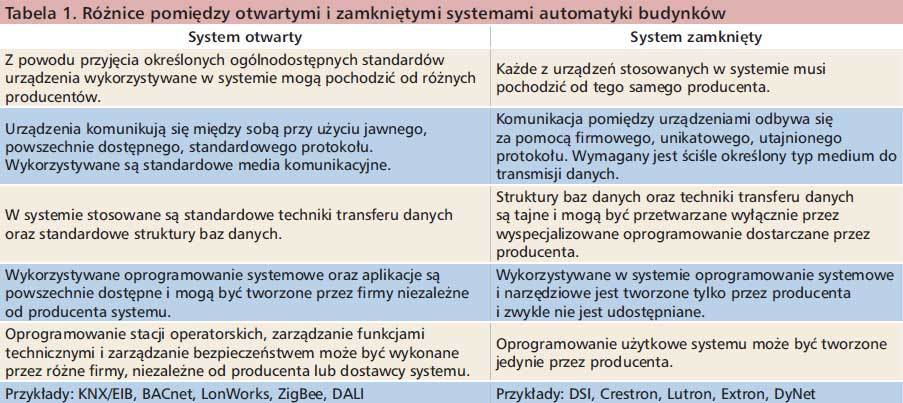 Tabela 1. Różnice pomiędzy otwartymi i zamkniętymi systemami automatyki budynków
System otwarty
System zamknięty
Z powodu przyjęcia określonych ogólnodostępnych standardów
urządzenia wykorzystywane w systemie mogą pochodzić od różnych
producentów.
Każde z urządzeń stosowanych w systemie musi
pochodzić od tego samego producenta.
Urządzenia komunikują się między sobą przy użyciu jawnego,
powszechnie dostępnego, standardowego protokołu.
Wykorzystywane są standardowe media komunikacyjne.
Komunikacja pomiędzy urządzeniami odbywa się
za pomocą firmowego, unikatowego, utajnionego
protokołu. Wymagany jest ściśle określony typ medium do
transmisji danych.
W systemie stosowane są standardowe techniki transferu danych
oraz standardowe struktury baz danych.
Struktury baz danych oraz techniki transferu danych
są tajne i mogą być przetwarzane wyłącznie przez
wyspecjalizowane oprogramowanie dostarczane przez
producenta.
Wykorzystywane oprogramowanie systemowe oraz aplikacje są
powszechnie dostępne i mogą być tworzone przez firmy niezależne
od producenta systemu.
Wykorzystywane w systemie oprogramowanie systemowe
i narzędziowe jest tworzone tylko przez producenta
i zwykle nie jest udostępniane.
Oprogramowanie stacji operatorskich, zarządzanie funkcjami
technicznymi i zarządzanie bezpieczeństwem może być wykonane
przez różne firmy, niezależne od producenta lub dostawcy systemu.
Oprogramowanie użytkowe systemu może być tworzone
jedynie przez producenta.
Przykłady: KNX/EIB, BACnet, LonWorks, ZigBee, DALI
Przykłady: DSI, Crestron, Lutron, Extron, DyNet